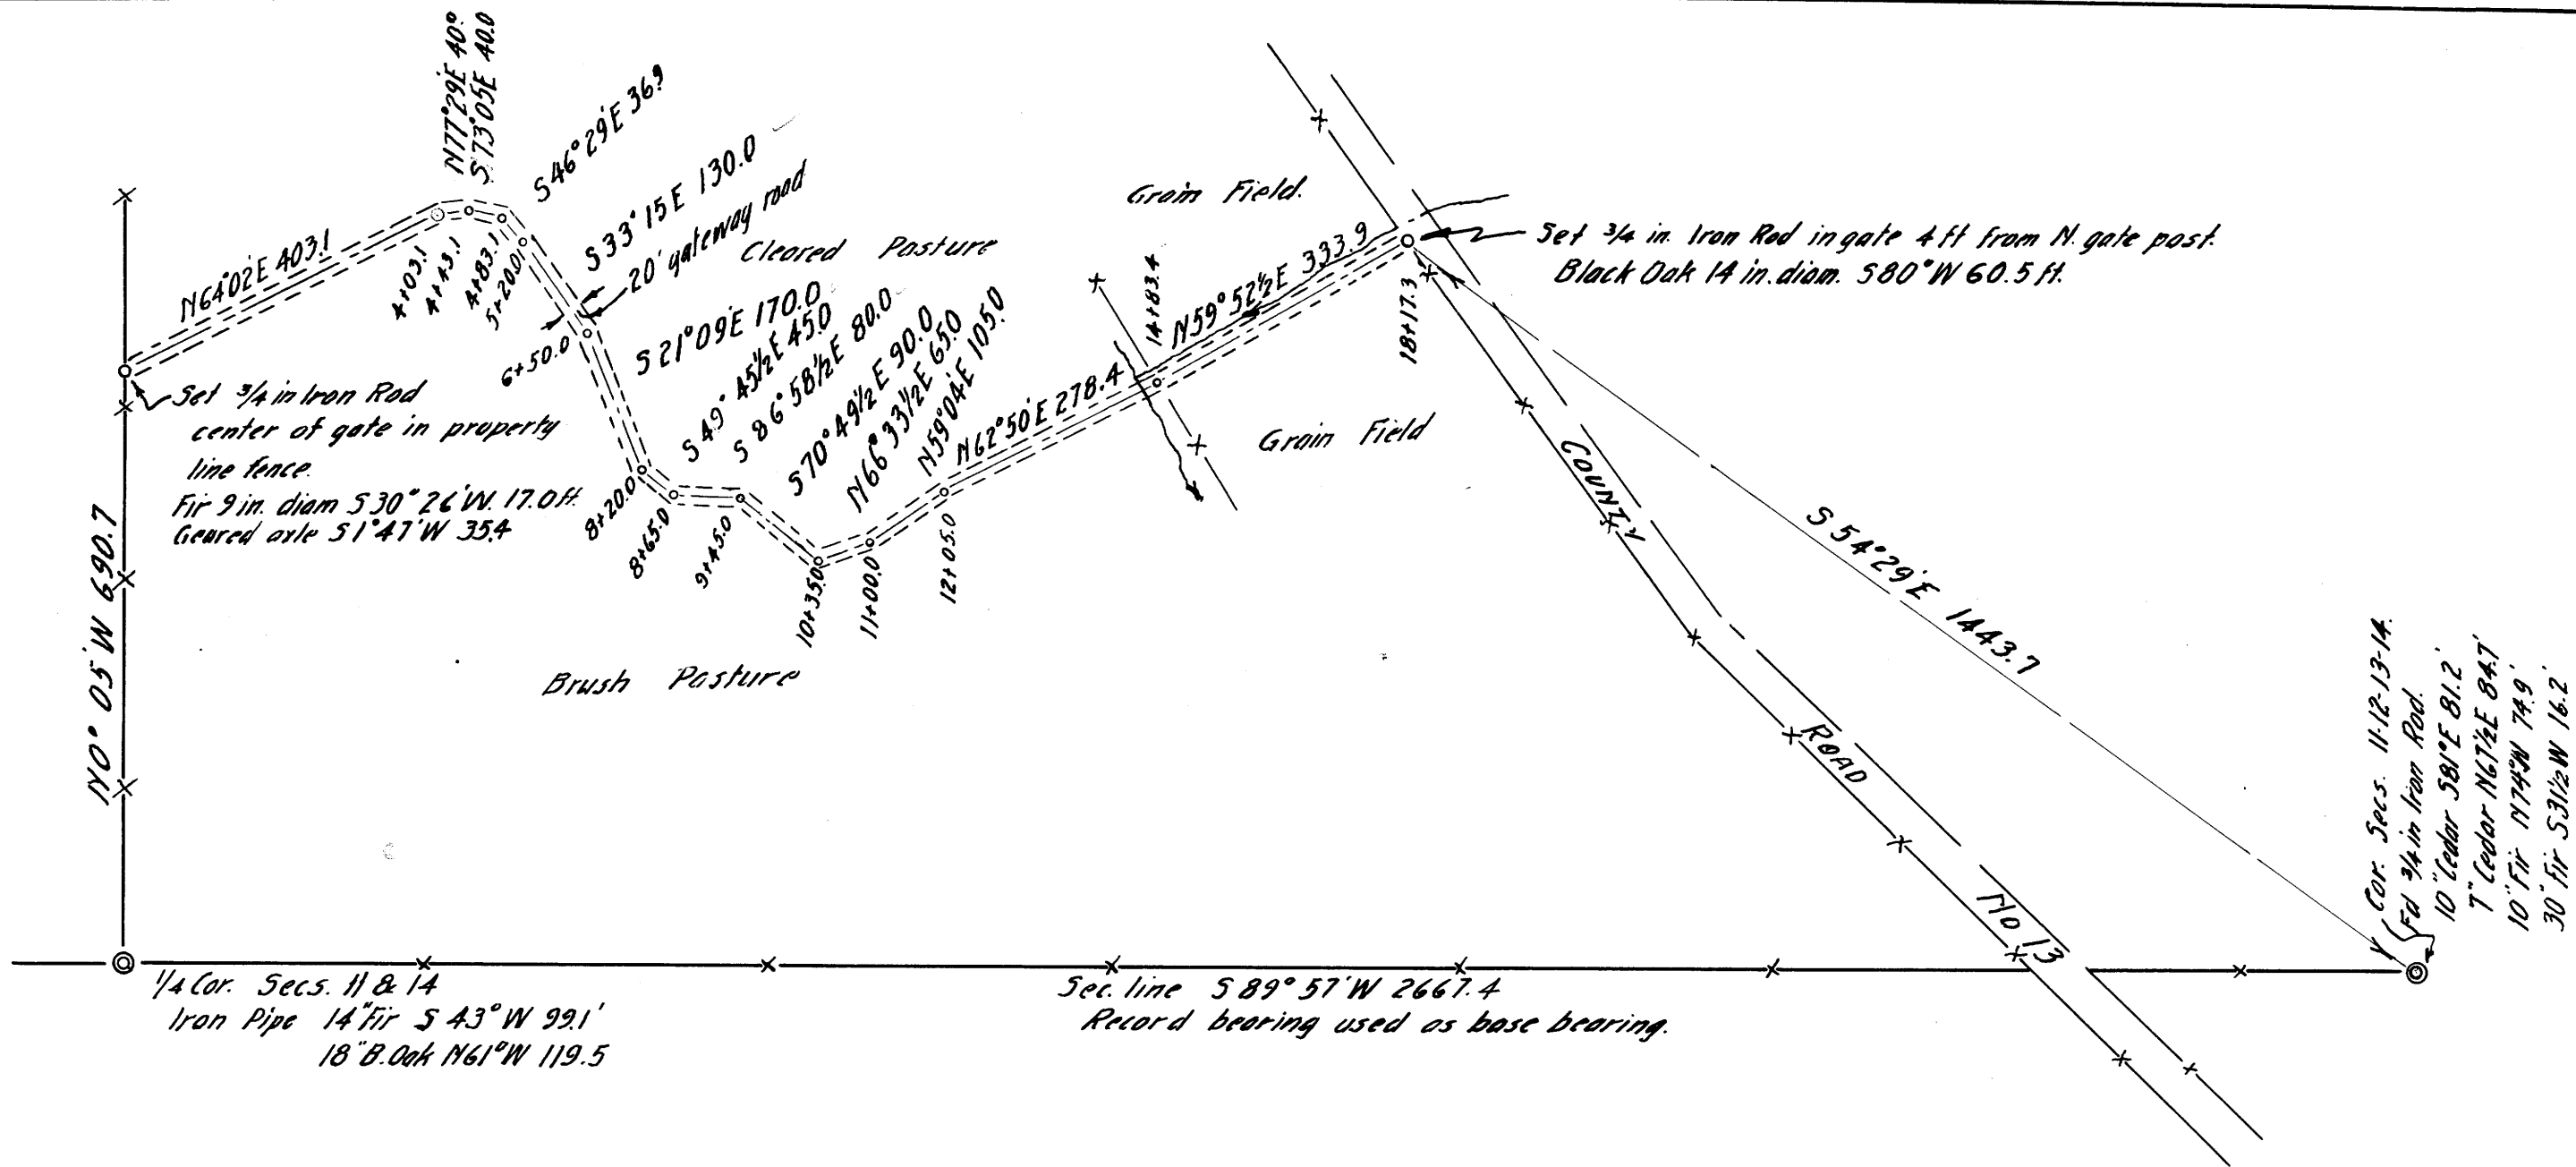 N77°29'E 40.0
S73°05'E 40.0
S46°29'E 36.9
S33°15'E 130.0
20' gateway road
Cleared Pasture
Grain Field.
N64°02'E 403.1
4+03.1
4+43.1
4+83.1
5+20.0
6+50.0
S21°09'E 170.0
S49°45½'E 45.0
S86°58½'E 80.0
S70°49½'E 90.0
N66°33½'E 65.0
N59°04'E 105.0
N62°50'E 278.4
14+83.4
N59°52½'E 333.9
18+17.3
Set ¾ in. Iron Rod in gate 4 ft from N. gate post.
Black Oak 14 in. diam. S80°W 60.5 ft.
Set ¾ in Iron Rod
center of gate in property
line fence.
Fir 9 in. diam S30°26'W. 17.0 ft.
Geared axle S1°47'W 35.4
8+20.0
8+65.0
9+45.0
10+35.0
11+00.0
12+05.0
Grain Field
Brush Pasture
N0°05'W 690.7
COUNTY
ROAD
NO 13
S54°29'E 1443.7
Cor. Secs. 11-12-13-14.
Fd ¾ in Iron Rod.
10" Cedar S81°E 81.2'
7" Cedar N67½E 84.7'
10" Fir N74°W 74.9'
30" Fir S31½W 16.2'
¼ Cor. Secs. 11 & 14
Iron Pipe 14" Fir S43°W 99.1'
18" B. Oak N61°W 119.5
Sec. line S89°57'W 2667.4
Record bearing used as base bearing.